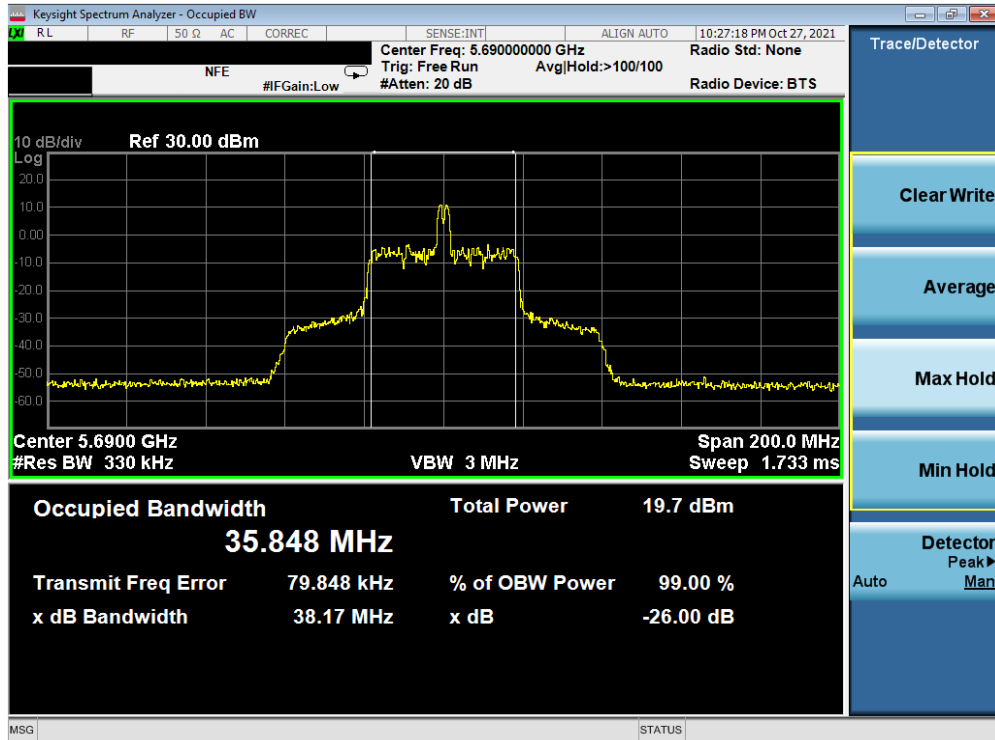 Keysight Spectrum Analyzer - Occupied BW
LXI RL RF 50 Ω AC CORREC SENSE:INT ALIGN AUTO 10:27:18 PM Oct 27, 2021
Center Freq: 5.690000000 GHz Radio Std: None
NFE Trig: Free Run Avg|Hold:>100/100
#IFGain:Low #Atten: 20 dB Radio Device: BTS
10 dB/div Ref 30.00 dBm
Log
20.0
10.0
0.00
-10.0
-20.0
-30.0
-40.0
-50.0
-60.0
Center 5.6900 GHz Span 200.0 MHz
#Res BW 330 kHz VBW 3 MHz Sweep 1.733 ms
Occupied Bandwidth Total Power 19.7 dBm
35.848 MHz
Transmit Freq Error 79.848 kHz % of OBW Power 99.00 %
x dB Bandwidth 38.17 MHz x dB -26.00 dB
MSG STATUS
Trace/Detector
Clear Write
Average
Max Hold
Min Hold
Detector
Peak▶
Auto Man